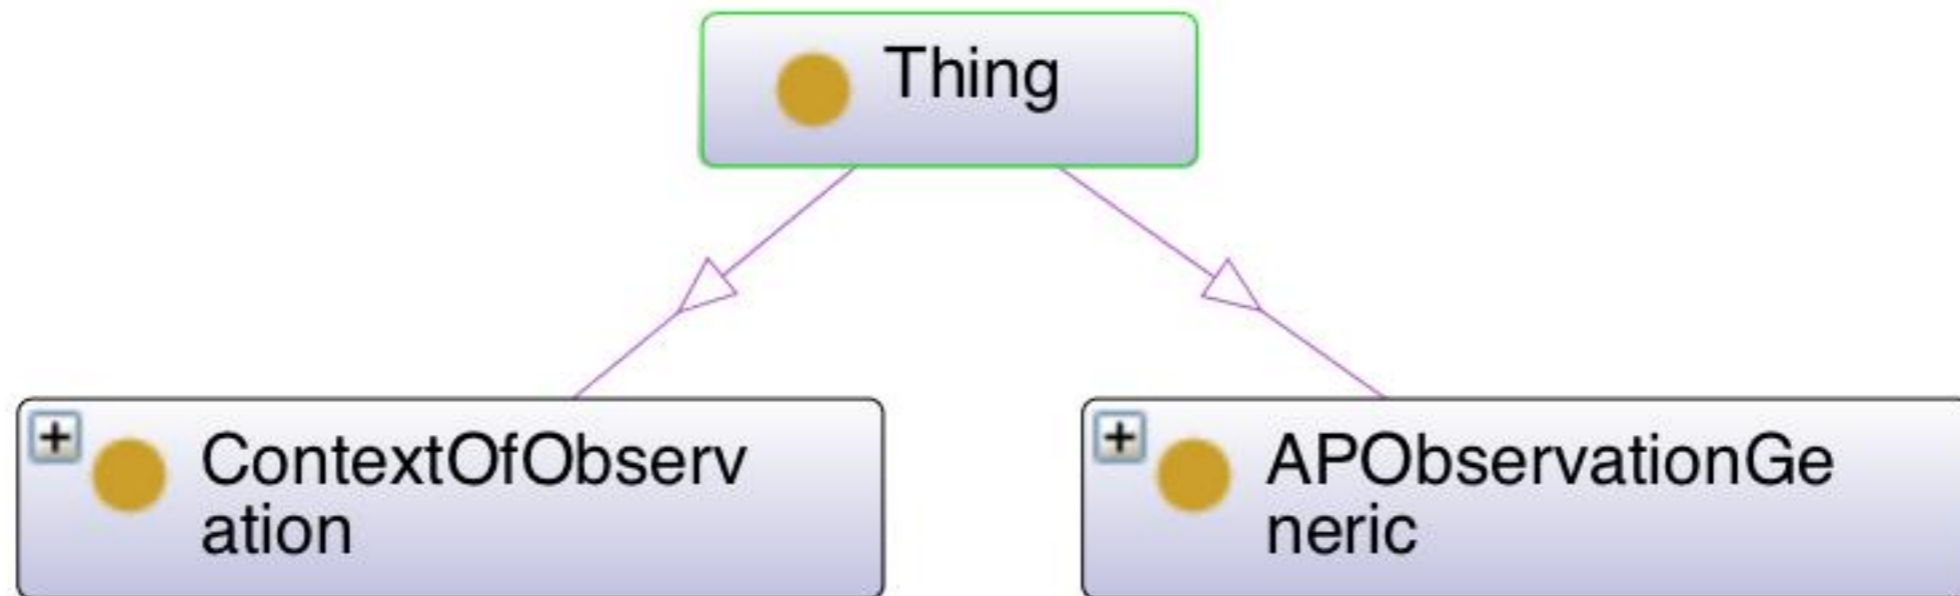 Thing
ContextOfObserv
ation
APObservationGe
neric